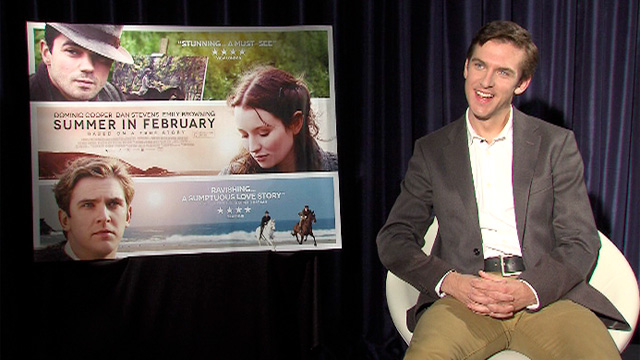 "STUNNING... A MUST-SEE"
DOMINIC COOPER DAN STEVENS EMILY BROWNING
SUMMER IN FEBRUARY
BASED ON A TRUE STORY
RAVISHING...
A SUMPTUOUS LOVE STORY"